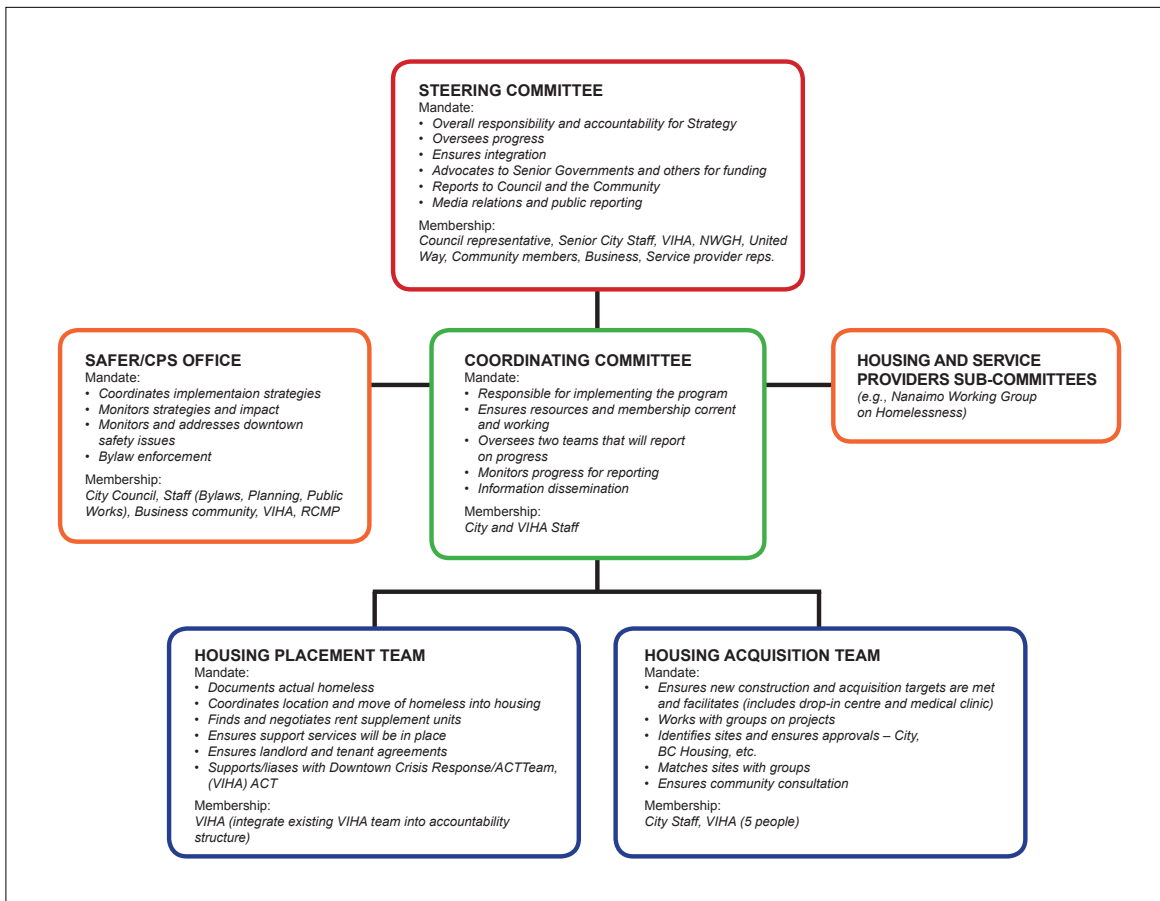 STEERING COMMITTEE
Mandate:
• Overall responsibility and accountability for Strategy
• Oversees progress
• Ensures integration
• Advocates to Senior Governments and others for funding
• Reports to Council and the Community
• Media relations and public reporting
Membership:
Council representative, Senior City Staff, VIHA, NWGH, United
Way, Community members, Business, Service provider reps.
SAFER/CPS OFFICE
Mandate:
• Coordinates implementaion strategies
• Monitors strategies and impact
• Monitors and addresses downtown
safety issues
• Bylaw enforcement
Membership:
City Council, Staff (Bylaws, Planning, Public
Works), Business community, VIHA, RCMP
COORDINATING COMMITTEE
Mandate:
• Responsible for implementing the program
• Ensures resources and membership corrent
and working
• Oversees two teams that will report
on progress
• Monitors progress for reporting
• Information dissemination
Membership:
City and VIHA Staff
HOUSING AND SERVICE
PROVIDERS SUB-COMMITTEES
(e.g., Nanaimo Working Group
on Homelessness)
HOUSING PLACEMENT TEAM
Mandate:
• Documents actual homeless
• Coordinates location and move of homeless into housing
• Finds and negotiates rent supplement units
• Ensures support services will be in place
• Ensures landlord and tenant agreements
• Supports/liases with Downtown Crisis Response/ACTTeam,
(VIHA) ACT
Membership:
VIHA (integrate existing VIHA team into accountability
structure)
HOUSING ACQUISITION TEAM
Mandate:
• Ensures new construction and acquisition targets are met
and facilitates (includes drop-in centre and medical clinic)
• Works with groups on projects
• Identifies sites and ensures approvals – City,
BC Housing, etc.
• Matches sites with groups
• Ensures community consultation
Membership:
City Staff, VIHA (5 people)